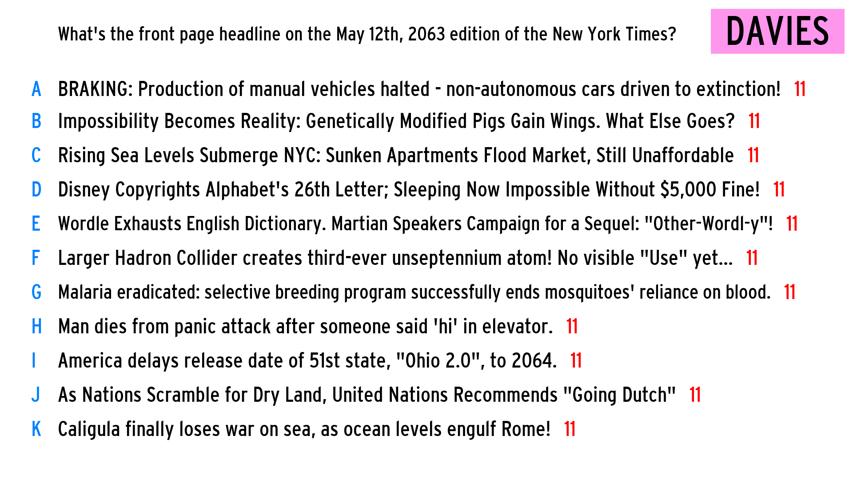 What's the front page headline on the May 12th, 2063 edition of the New York Times?
DAVIES
A BRAKING: Production of manual vehicles halted - non-autonomous cars driven to extinction! 11
B Impossibility Becomes Reality: Genetically Modified Pigs Gain Wings. What Else Goes? 11
C Rising Sea Levels Submerge NYC: Sunken Apartments Flood Market, Still Unaffordable 11
D Disney Copyrights Alphabet's 26th Letter; Sleeping Now Impossible Without $5,000 Fine! 11
E Wordle Exhausts English Dictionary. Martian Speakers Campaign for a Sequel: "Other-Wordl-y"! 11
F Larger Hadron Collider creates third-ever unseptennium atom! No visible "Use" yet... 11
G Malaria eradicated: selective breeding program successfully ends mosquitoes' reliance on blood. 11
H Man dies from panic attack after someone said 'hi' in elevator. 11
I America delays release date of 51st state, "Ohio 2.0", to 2064. 11
J As Nations Scramble for Dry Land, United Nations Recommends "Going Dutch" 11
K Caligula finally loses war on sea, as ocean levels engulf Rome! 11